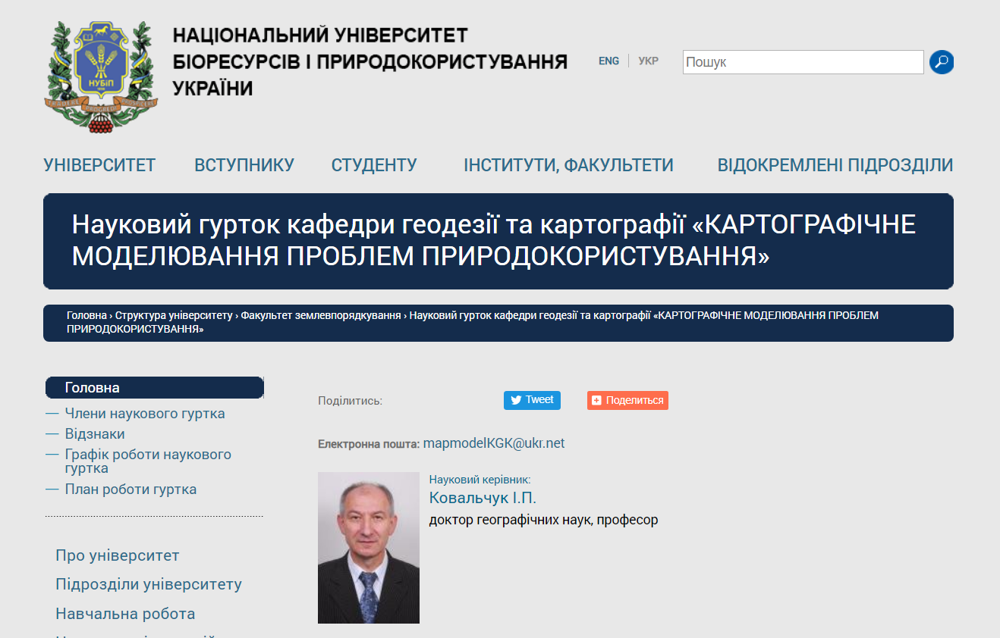 НАЦІОНАЛЬНИЙ УНІВЕРСИТЕТ
БІОРЕСУРСІВ І ПРИРОДОКОРИСТУВАННЯ
УКРАЇНИ
НУБІП
ENG
УКР
Пошук
УНІВЕРСИТЕТ
ВСТУПНИКУ
СТУДЕНТУ
ІНСТИТУТИ, ФАКУЛЬТЕТИ
ВІДОКРЕМЛЕНІ ПІДРОЗДІЛИ
Науковий гурток кафедри геодезії та картографії «КАРТОГРАФІЧНЕ
МОДЕЛЮВАННЯ ПРОБЛЕМ ПРИРОДОКОРИСТУВАННЯ»
Головна › Структура університету › Факультет землевпорядкування › Науковий гурток кафедри геодезії та картографії «КАРТОГРАФІЧНЕ МОДЕЛЮВАННЯ ПРОБЛЕМ
ПРИРОДОКОРИСТУВАННЯ»
Головна
— Члени наукового гуртка
— Відзнаки
— Графік роботи наукового
гуртка
— План роботи гуртка
Про університет
Підрозділи університету
Навчальна робота
Поділитись:
Tweet
Поделиться
Електронна пошта: mapmodelKGK@ukr.net
Науковий керівник:
Ковальчук І.П.
доктор географічних наук, професор